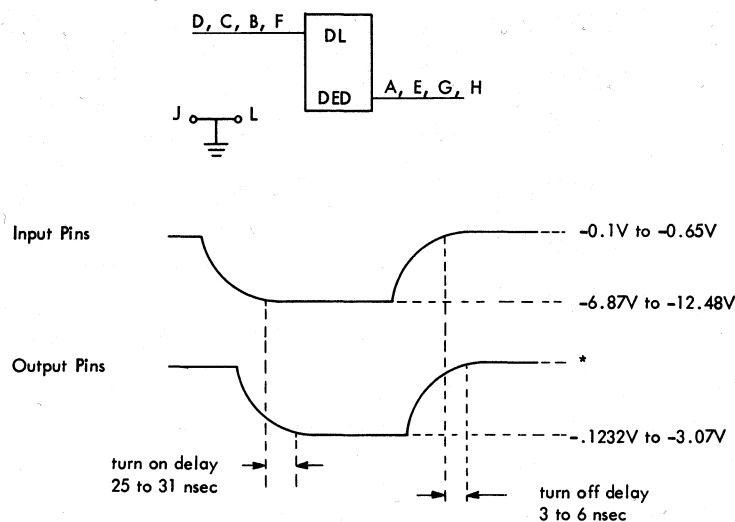 D, C, B, F
DL
DED
A, E, G, H
J
L
Input Pins
-0.1V to -0.65V
-6.87V to -12.48V
Output Pins
*
-.1232V to -3.07V
turn on delay
25 to 31 nsec
turn off delay
3 to 6 nsec